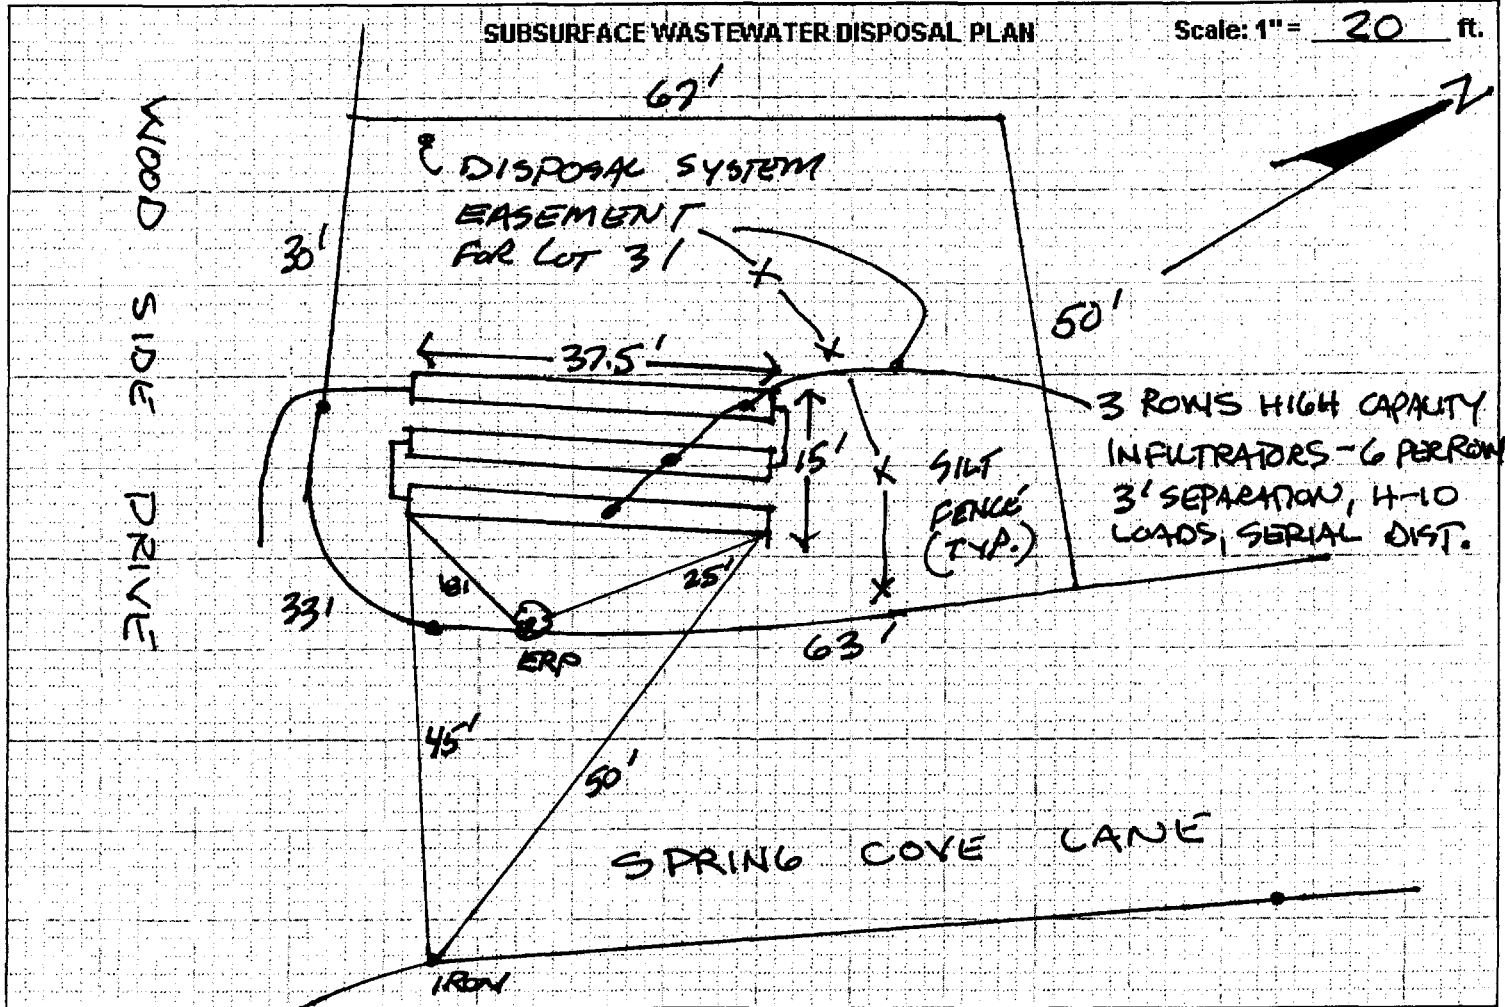 SUBSURFACE WASTEWATER DISPOSAL PLAN
Scale: 1" = 20 ft.
67'
DISPOSAL SYSTEM
EASEMENT
FOR LOT 31
30'
WOOD SIDE DRIVE
50'
37.5'
3 ROWS HIGH CAPACITY
INFILTRATORS - 6 PER ROW
3' SEPARATION, H-10
LOADS, SERIAL DIST.
15'
SILT
FENCE
(TYP.)
25'
33'
ERP
63'
45'
50'
SPRING COVE LANE
IRON